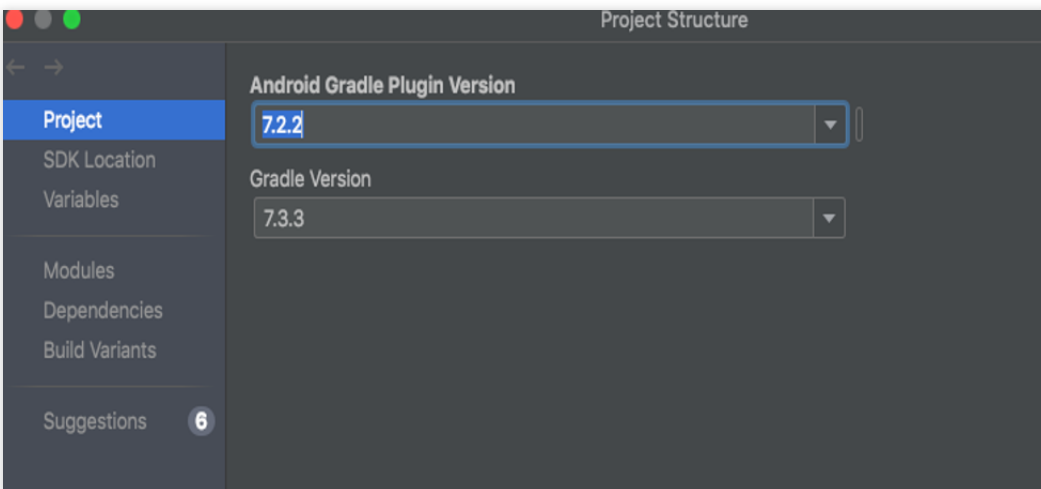 Project Structure
Project
SDK Location
Variables
Modules
Dependencies
Build Variants
Suggestions 6
Android Gradle Plugin Version
7.2.2
Gradle Version
7.3.3